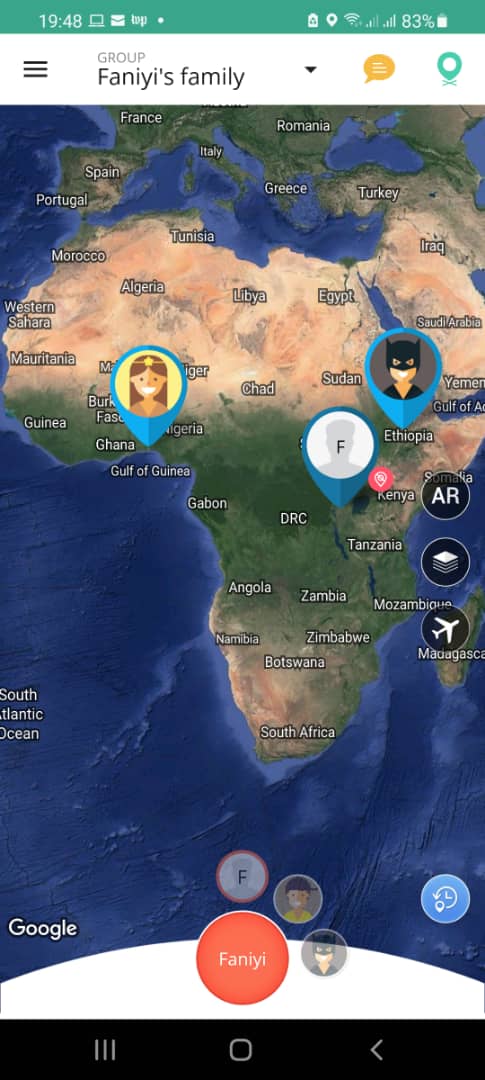 19:48
83%
GROUP
Faniyi's family
France
Romania
Italy
Spain
Greece
Turkey
Portugal
Tunisia
Morocco
Iraq
Algeria
Libya
Egypt
Western
Sahara
Saudi Arabia
Mauritania
Chad
Sudan
Yemen
Gulf of
Guinea
Ghana
F
Ethiopia
Gulf of Guinea
Somalia
AR
Kenya
Gabon
DRC
Tanzania
Angola
Zambia
Mozambique
Namibia
Zimbabwe
Madagasca
Botswana
South
Atlantic
Ocean
South Africa
F
Google
Faniyi